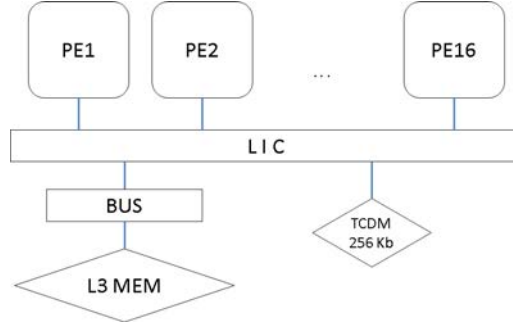 PE1
PE2
...
PE16
L I C
BUS
TCDM
256 Kb
L3 MEM